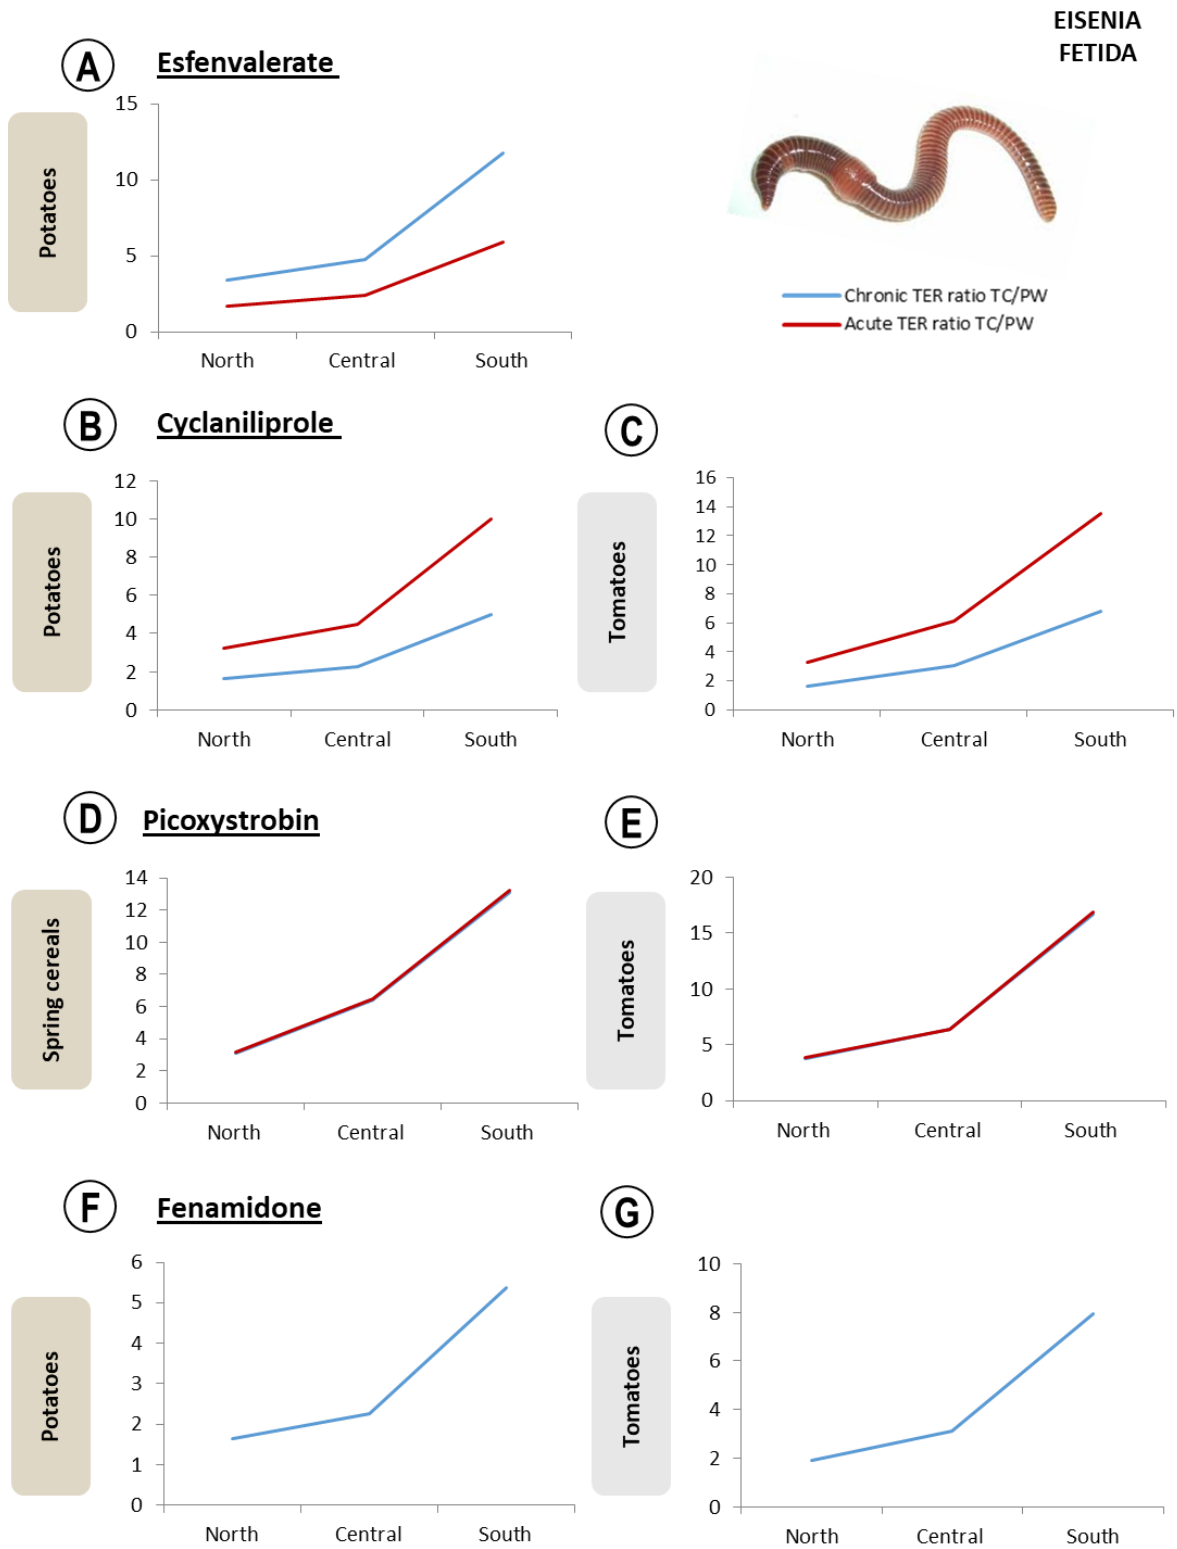 EISENIA
FETIDA
A
Esfenvalerate
Potatoes
15
10
5
0
North Central South
Chronic TER ratio TC/PW
Acute TER ratio TC/PW
B
Cyclaniliprole
Potatoes
12
10
8
6
4
2
0
North Central South
C
Tomatoes
16
14
12
10
8
6
4
2
0
North Central South
D
Picoxystrobin
Spring cereals
14
12
10
8
6
4
2
0
North Central South
E
Tomatoes
20
15
10
5
0
North Central South
F
Fenamidone
Potatoes
6
5
4
3
2
1
0
North Central South
G
Tomatoes
10
8
6
4
2
0
North Central South